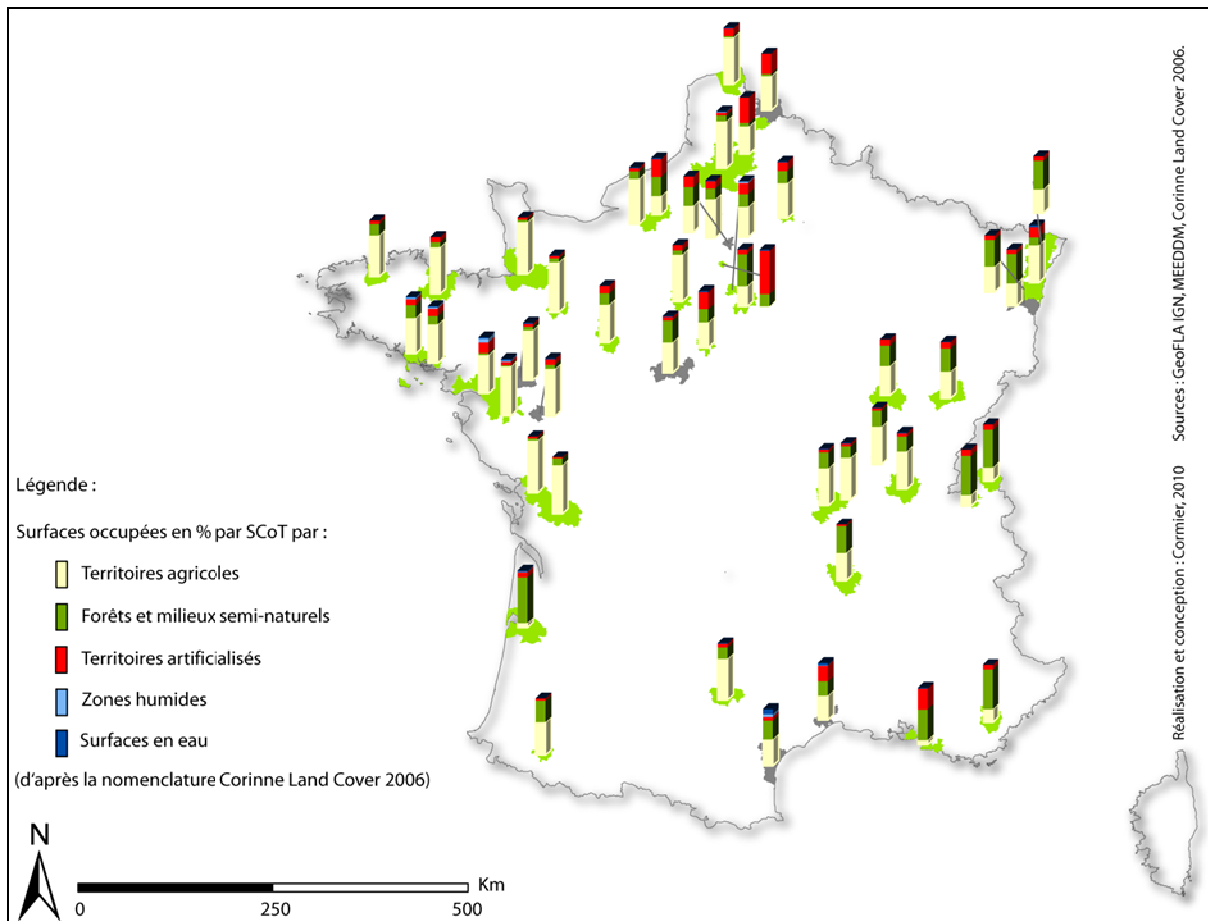 Légende :
Surfaces occupées en % par SCoT par :
Territoires agricoles
Forêts et milieux semi-naturels
Territoires artificialisés
Zones humides
Surfaces en eau
(d'après la nomenclature Corinne Land Cover 2006)
N
Km
0 250 500
Réalisation et conception : Cormier, 2010 Sources : GeoFLA IGN, MEEDDM, Corinne Land Cover 2006.